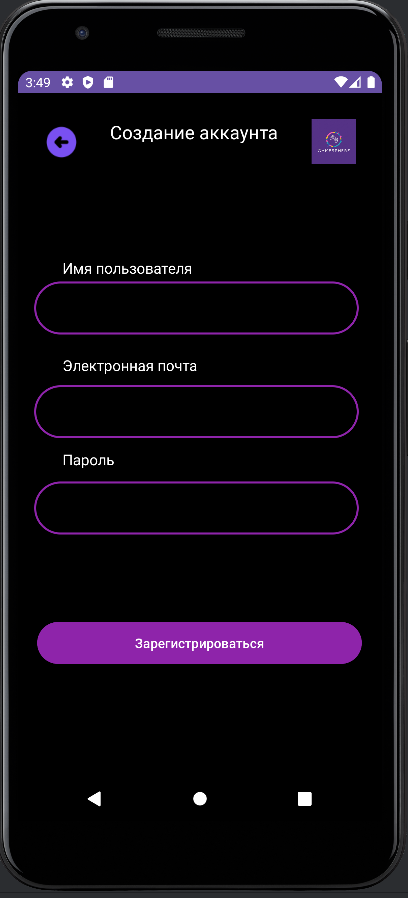 3:49
Создание аккаунта
Имя пользователя
Электронная почта
Пароль
Зарегистрироваться